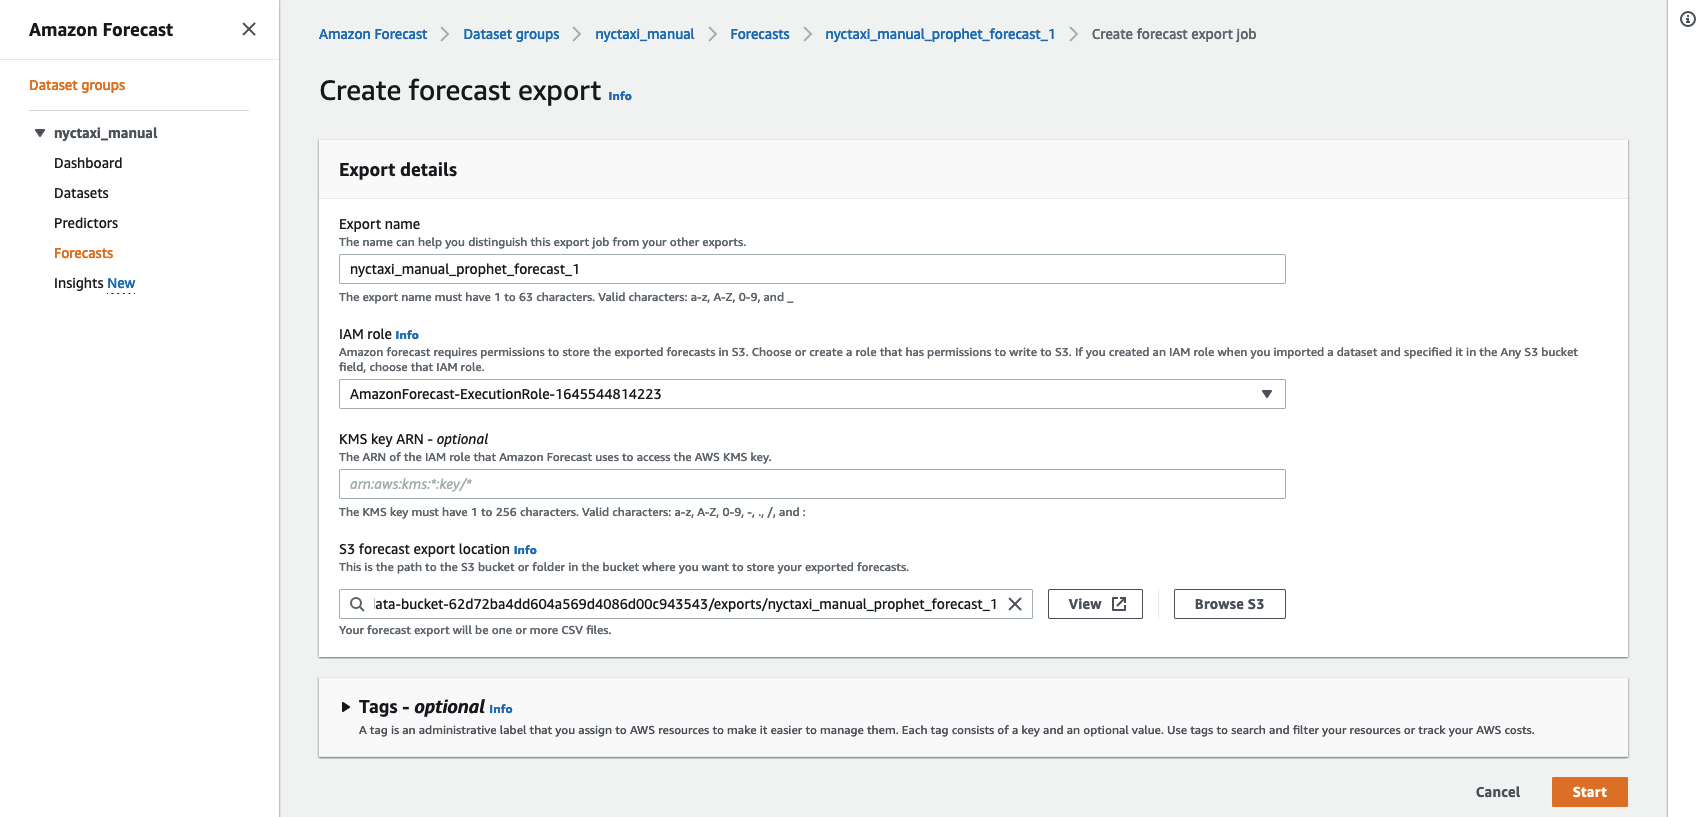 Amazon Forecast
Dataset groups
nyctaxi_manual
Dashboard
Datasets
Predictors
Forecasts
Insights New
Amazon Forecast > Dataset groups > nyctaxi_manual > Forecasts > nyctaxi_manual_prophet_forecast_1 > Create forecast export job
Create forecast export Info
Export details
Export name
The name can help you distinguish this export job from your other exports.
nyctaxi_manual_prophet_forecast_1
The export name must have 1 to 63 characters. Valid characters: a-z, A-Z, 0-9, and _
IAM role Info
Amazon forecast requires permissions to store the exported forecasts in S3. Choose or create a role that has permissions to write to S3. If you created an IAM role when you imported a dataset and specified it in the Any S3 bucket
field, choose that IAM role.
AmazonForecast-ExecutionRole-1645544814223
KMS key ARN - optional
The ARN of the IAM role that Amazon Forecast uses to access the AWS KMS key.
arn:aws:kms:*:key/*
The KMS key must have 1 to 256 characters. Valid characters: a-z, A-Z, 0-9, -, ., /, and :
S3 forecast export location Info
This is the path to the S3 bucket or folder in the bucket where you want to store your exported forecasts.
ata-bucket-62d72ba4dd604a569d4086d00c943543/exports/nyctaxi_manual_prophet_forecast_1
View
Browse S3
Your forecast export will be one or more CSV files.
Tags - optional Info
A tag is an administrative label that you assign to AWS resources to make it easier to manage them. Each tag consists of a key and an optional value. Use tags to search and filter your resources or track your AWS costs.
Cancel
Start